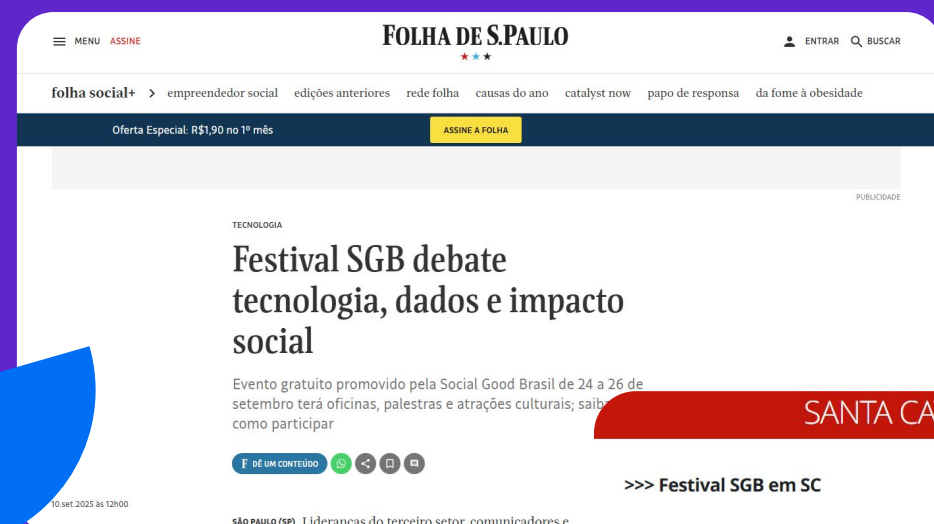 MENU ASSINE
FOLHA DE S.PAULO
ENTRAR BUSCAR
folha social+ > empreendedor social edições anteriores rede folha causas do ano catalyst now papo de responsa da fome à obesidade
Oferta Especial: R$1,90 no 1º mês
ASSINE A FOLHA
PUBLICIDADE
TECNOLOGIA
Festival SGB debate
tecnologia, dados e impacto
social
Evento gratuito promovido pela Social Good Brasil de 24 a 26 de
setembro terá oficinas, palestras e atrações culturais;
como participar
F DÊ UM CONTEÚDO
10.set.2025 às 12h00
SÃO PAULO (SP) Lideranças do terceiro setor, comunicadores e
SANTA CA
>>> Festival SGB em SC